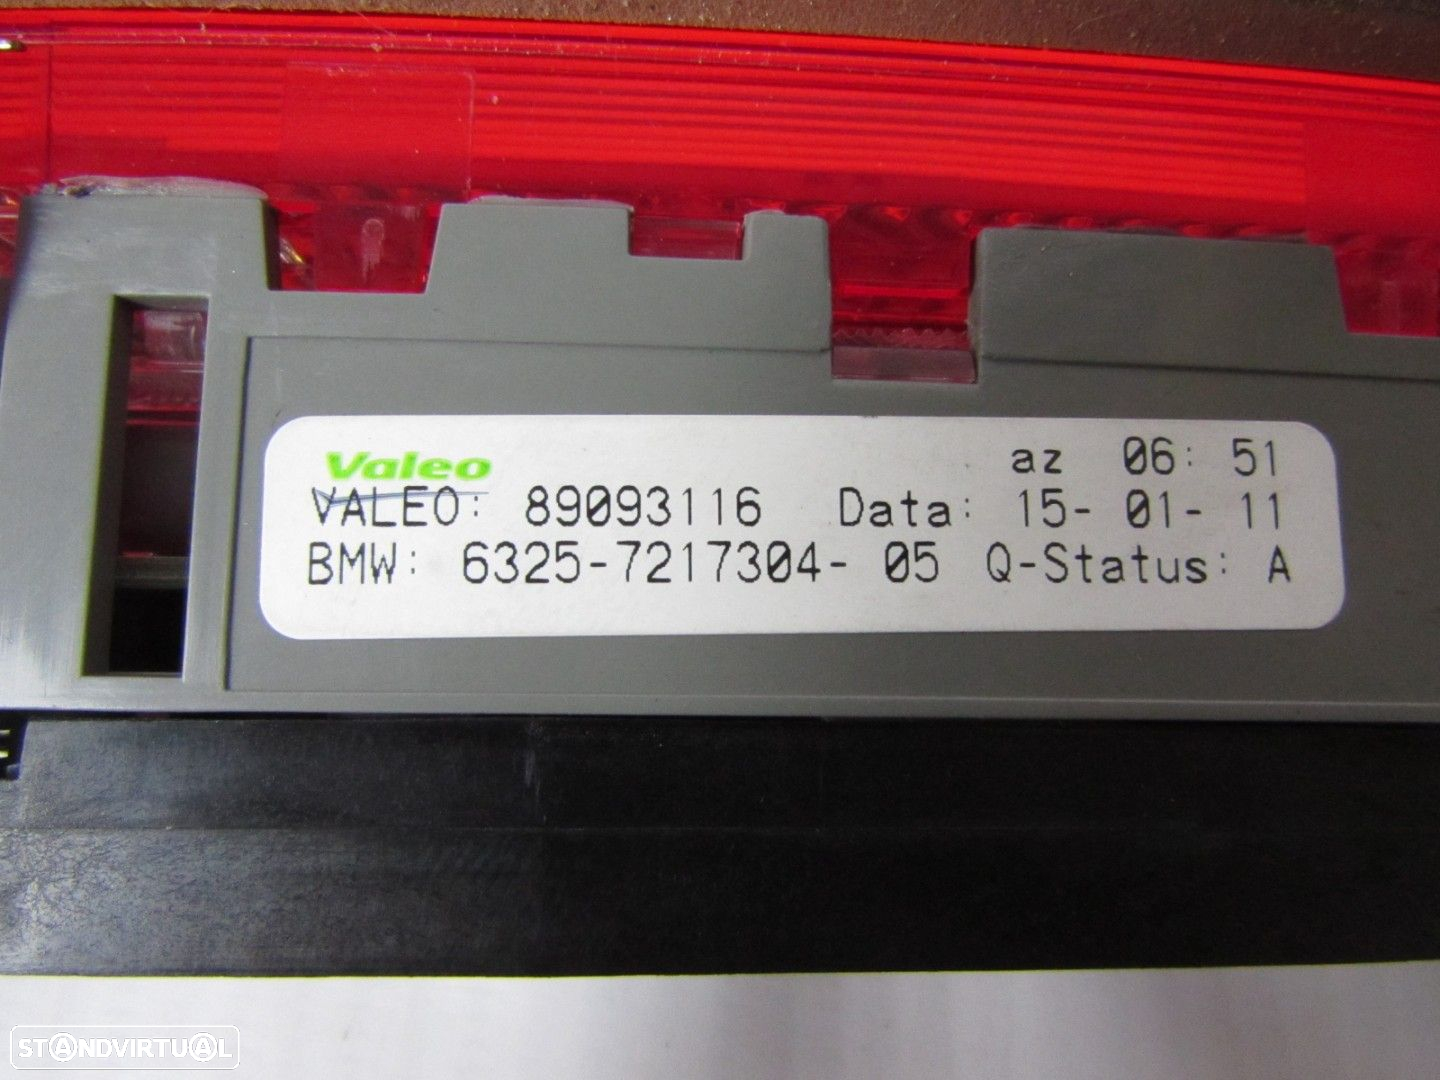 Valeo az 06: 51
VALEO: 89093116 Data: 15- 01- 11
BMW: 6325-7217304- 05 Q-Status: A
STANDVIRTUAL